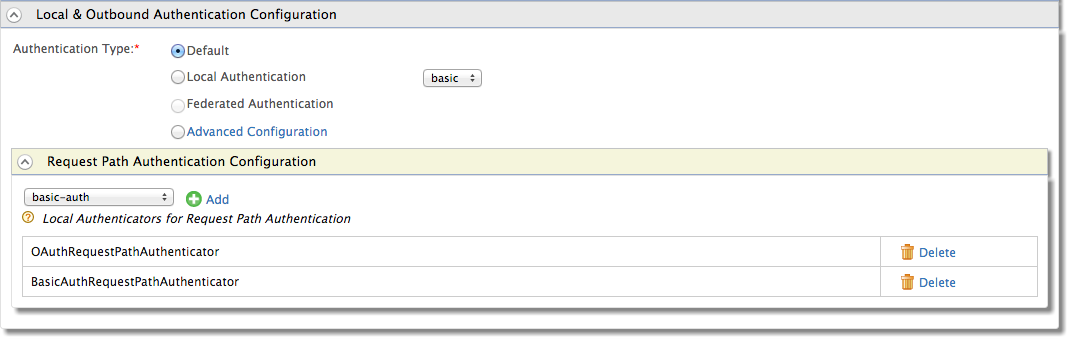 Local & Outbound Authentication Configuration
Authentication Type:*
Default
Local Authentication
basic
Federated Authentication
Advanced Configuration
Request Path Authentication Configuration
basic-auth
Add
? Local Authenticators for Request Path Authentication
OAuthRequestPathAuthenticator
Delete
BasicAuthRequestPathAuthenticator
Delete